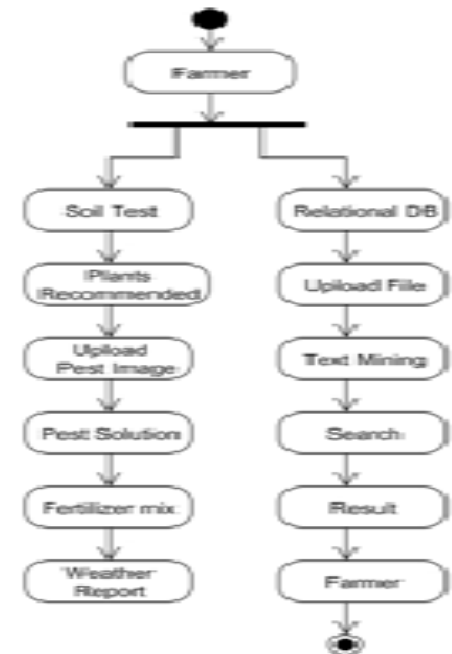 Farmer
Soil Test
Plants
Recommended
Upload
Pest Image
Pest Solution
Fertilizer mix
Weather
Report
Relational DB
Upload File
Text Mining
Search
Result
Farmer